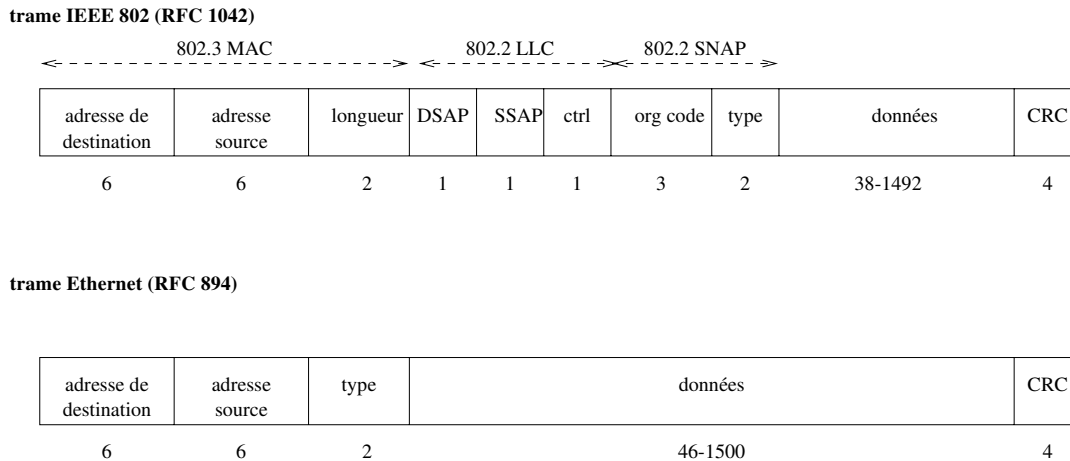 trame IEEE 802 (RFC 1042)
802.3 MAC 802.2 LLC 802.2 SNAP
adresse de adresse longueur DSAP SSAP ctrl org code type données CRC
destination source
6 6 2 1 1 1 3 2 38-1492 4
trame Ethernet (RFC 894)
adresse de adresse type données CRC
destination source
6 6 2 46-1500 4